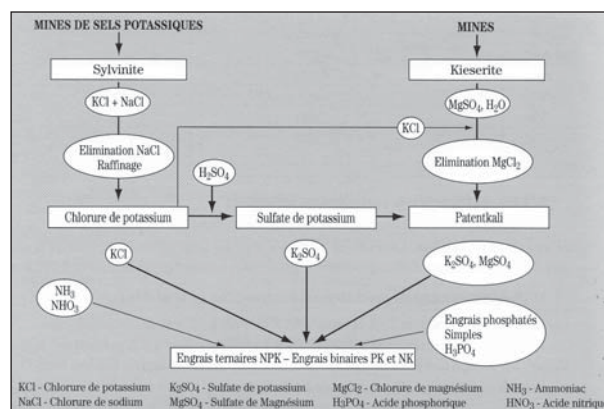 MINES DE SELS POTASSIQUES
MINES
Sylvinite
Kieserite
KCl + NaCl
MgSO₄, H₂O
KCl
Elimination NaCl
Raffinage
Elimination MgCl₂
H₂SO₄
Chlorure de potassium
Sulfate de potassium
Patentkali
KCl
K₂SO₄
K₂SO₄, MgSO₄
NH₃
NHO₃
Engrais phosphatés
Simples
H₃PO₄
Engrais ternaires NPK – Engrais binaires PK et NK
KCl - Chlorure de potassium K₂SO₄ - Sulfate de potassium MgCl₂ - Chlorure de magnésium NH₃ - Ammoniac
NaCl - Chlorure de sodium MgSO₄ - Sulfate de Magnésium H₃PO₄ - Acide phosphorique HNO₃ - Acide nitrique